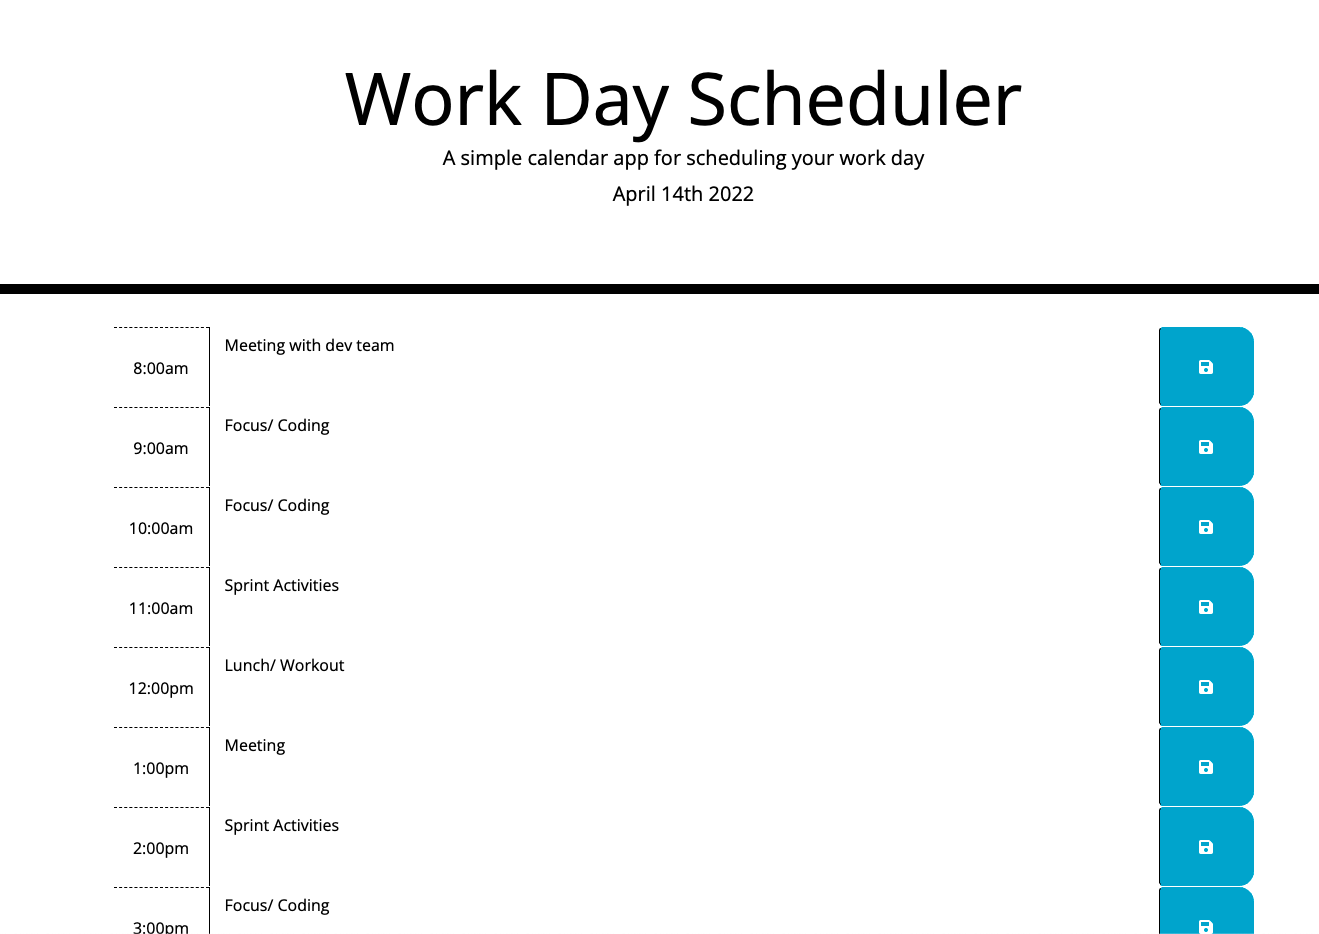 Work Day Scheduler
A simple calendar app for scheduling your work day
April 14th 2022
8:00am Meeting with dev team
9:00am Focus/ Coding
10:00am Focus/ Coding
11:00am Sprint Activities
12:00pm Lunch/ Workout
1:00pm Meeting
2:00pm Sprint Activities
3:00pm Focus/ Coding